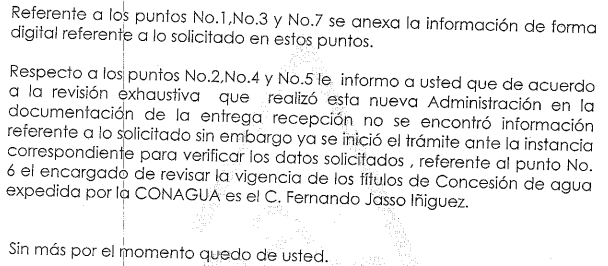 Referente a los puntos No.1,No.3 y No.7 se anexa la información de forma
digital referente a lo solicitado en estos puntos.
Respecto a los puntos No.2,No.4 y No.5 le informo a usted que de acuerdo
a la revisión exhaustiva que realizó esta nueva Administración en la
documentación de la entrega recepción no se encontró información
referente a lo solicitado sin embargo ya se inició el trámite ante la instancia
correspondiente para verificar los datos solicitados , referente al punto No.
6 el encargado de revisar la vigencia de los títulos de Concesión de agua
expedida por la CONAGUA es el C. Fernando Jasso Iñiguez.
Sin más por el momento quedo de usted.